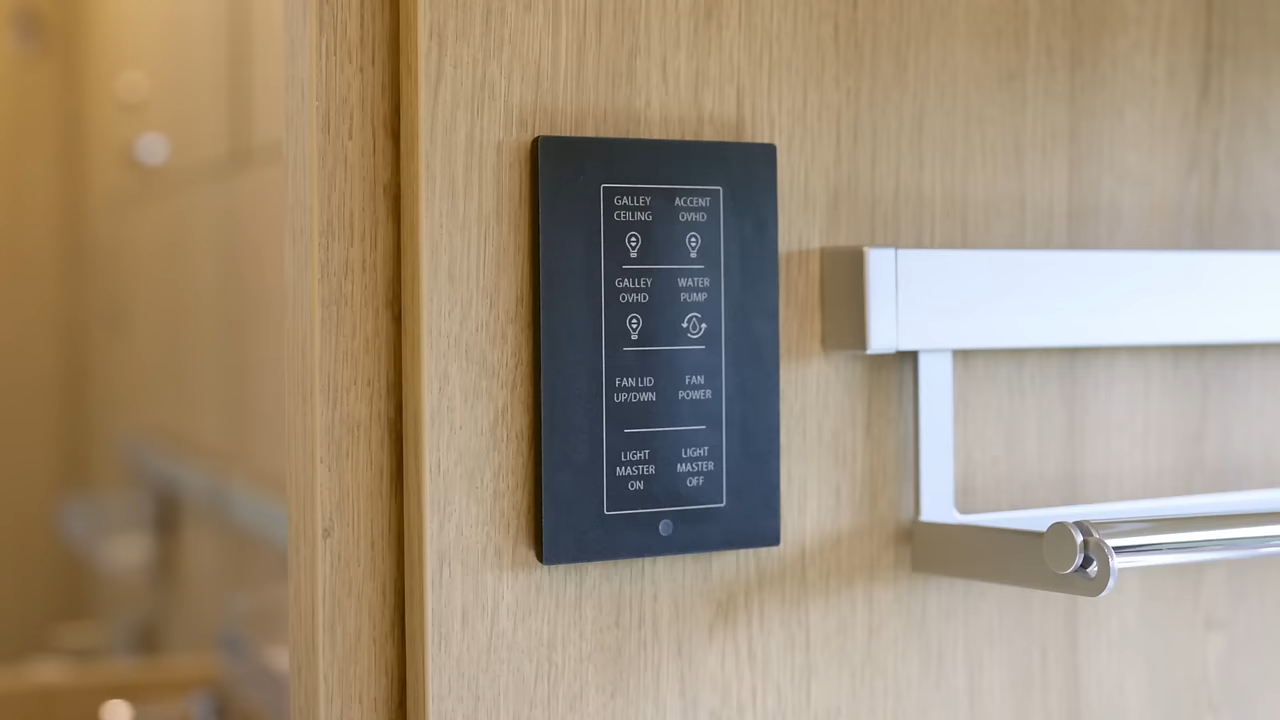 GALLEY
CEILING
ACCENT
OVHD
GALLEY
OVHD
WATER
PUMP
FAN LID
UP/DWN
FAN
POWER
LIGHT
MASTER
ON
LIGHT
MASTER
OFF